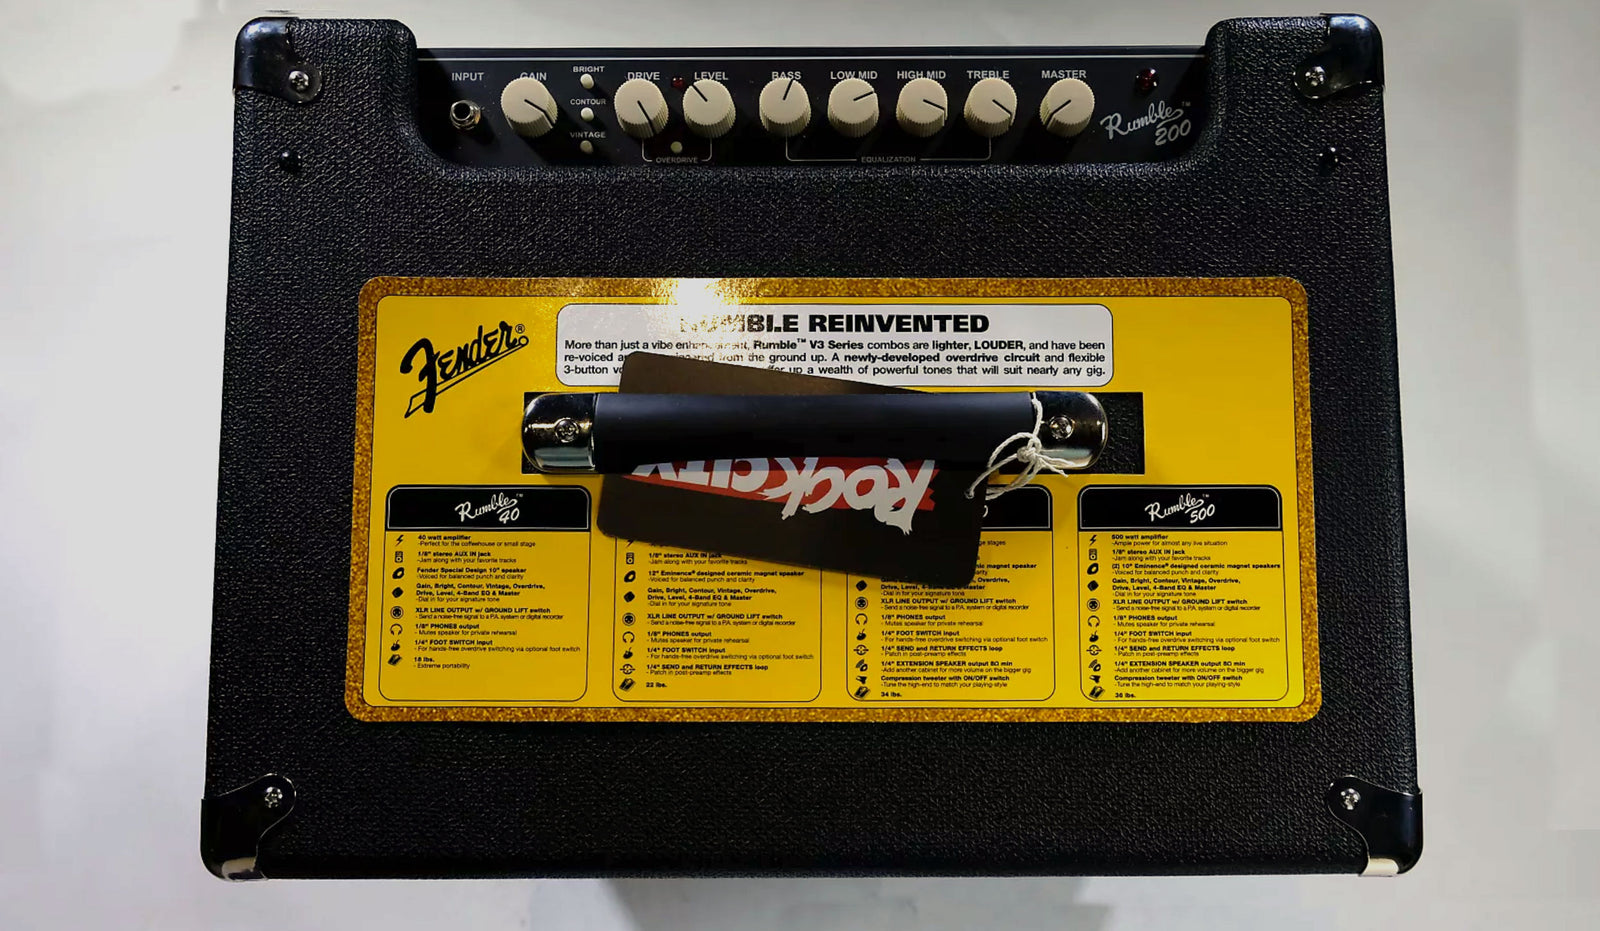 INPUT
GAIN
BRIGHT
CONTOUR
VINTAGE
DRIVE
LEVEL
OVERDRIVE
BASS
LOW MID
HIGH MID
TREBLE
EQUALIZATION
MASTER
Rumble™
200
Fender®
RUMBLE REINVENTED
More than just a vibe Rumble™ V3 Series combos are lighter, LOUDER, and have been
re-voiced from the ground up. A newly-developed overdrive circuit and flexible
3-button up a wealth of powerful tones that will suit nearly any gig.
ROCK CITY
Rumble™
40
40 watt amplifier
-Perfect for the coffeehouse or small stage
1/8" stereo AUX IN jack
-Jam along with your favorite tracks
Fender Special Design 10" speaker
-Voiced for balanced punch and clarity
Gain, Bright, Contour, Vintage, Overdrive,
Drive, Level, 4-Band EQ & Master
-Dial in for your signature tone
XLR LINE OUTPUT w/ GROUND LIFT switch
- Send a noise-free signal to a P.A. system or digital recorder
1/8" PHONES output
- Mutes speaker for private rehearsal
1/4" FOOT SWITCH input
- For hands-free overdrive switching via optional foot switch
18 lbs.
- Extreme portability
1/8" stereo AUX IN jack
-Jam along with your favorite tracks
12" Eminence® designed ceramic magnet speaker
-Voiced for balanced punch and clarity
Gain, Bright, Contour, Vintage, Overdrive,
Drive, Level, 4-Band EQ & Master
-Dial in for your signature tone
XLR LINE OUTPUT w/ GROUND LIFT switch
- Send a noise-free signal to a P.A. system or digital recorder
1/8" PHONES output
- Mutes speaker for private rehearsal
1/4" FOOT SWITCH input
- For hands-free overdrive switching via optional foot switch
1/4" SEND and RETURN EFFECTS loop
- Patch in post-preamp effects
22 lbs.
stages
magnet speaker
Overdrive,
Drive, Level, 4-Band EQ & Master
-Dial in for your signature tone
XLR LINE OUTPUT w/ GROUND LIFT switch
- Send a noise-free signal to a P.A. system or digital recorder
1/8" PHONES output
- Mutes speaker for private rehearsal
1/4" FOOT SWITCH input
- For hands-free overdrive switching via optional foot switch
1/4" SEND and RETURN EFFECTS loop
- Patch in post-preamp effects
1/4" EXTENSION SPEAKER output 8Ω min
-Add another cabinet for more volume on the bigger gig
Compression tweeter with ON/OFF switch
-Tune the high-end to match your playing-style
34 lbs.
Rumble™
500
500 watt amplifier
-Ample power for almost any live situation
1/8" stereo AUX IN jack
-Jam along with your favorite tracks
(2) 10" Eminence® designed ceramic magnet speakers
-Voiced for balanced punch and clarity
Gain, Bright, Contour, Vintage, Overdrive,
Drive, Level, 4-Band EQ & Master
-Dial in for your signature tone
XLR LINE OUTPUT w/ GROUND LIFT switch
- Send a noise-free signal to a P.A. system or digital recorder
1/8" PHONES output
- Mutes speaker for private rehearsal
1/4" FOOT SWITCH input
- For hands-free overdrive switching via optional foot switch
1/4" SEND and RETURN EFFECTS loop
- Patch in post-preamp effects
1/4" EXTENSION SPEAKER output 8Ω min
-Add another cabinet for more volume on the bigger gig
Compression tweeter with ON/OFF switch
-Tune the high-end to match your playing-style
36 lbs.